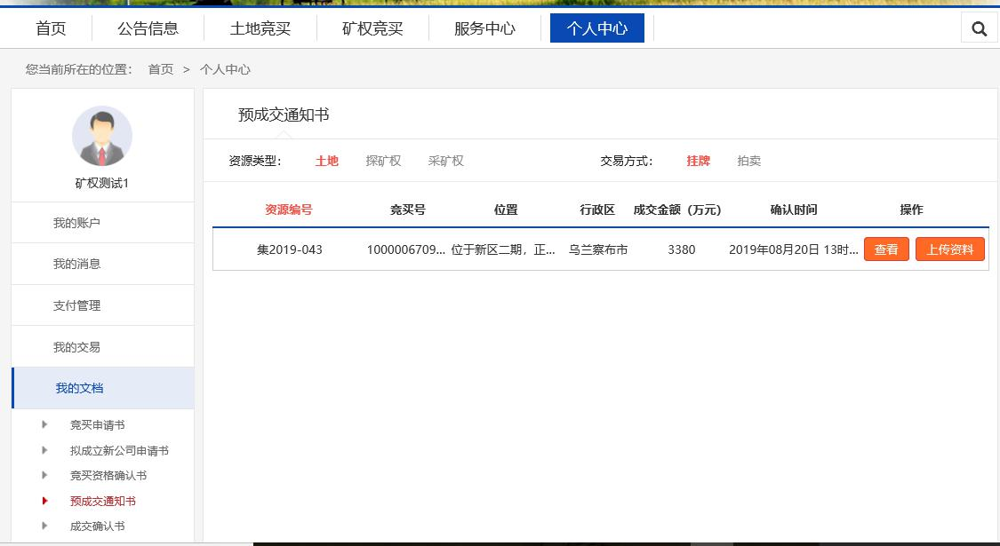 首页 公告信息 土地竞买 矿权竞买 服务中心 个人中心
您当前所在的位置： 首页 > 个人中心
矿权测试1
我的账户
我的消息
支付管理
我的交易
我的文档
竞买申请书
拟成立新公司申请书
竞买资格确认书
预成交通知书
成交确认书
预成交通知书
资源类型： 土地 探矿权 采矿权 交易方式： 挂牌 拍卖
资源编号 竞买号 位置 行政区 成交金额（万元） 确认时间 操作
集2019-043 1000006709... 位于新区二期，正... 乌兰察布市 3380 2019年08月20日 13时... 查看 上传资料